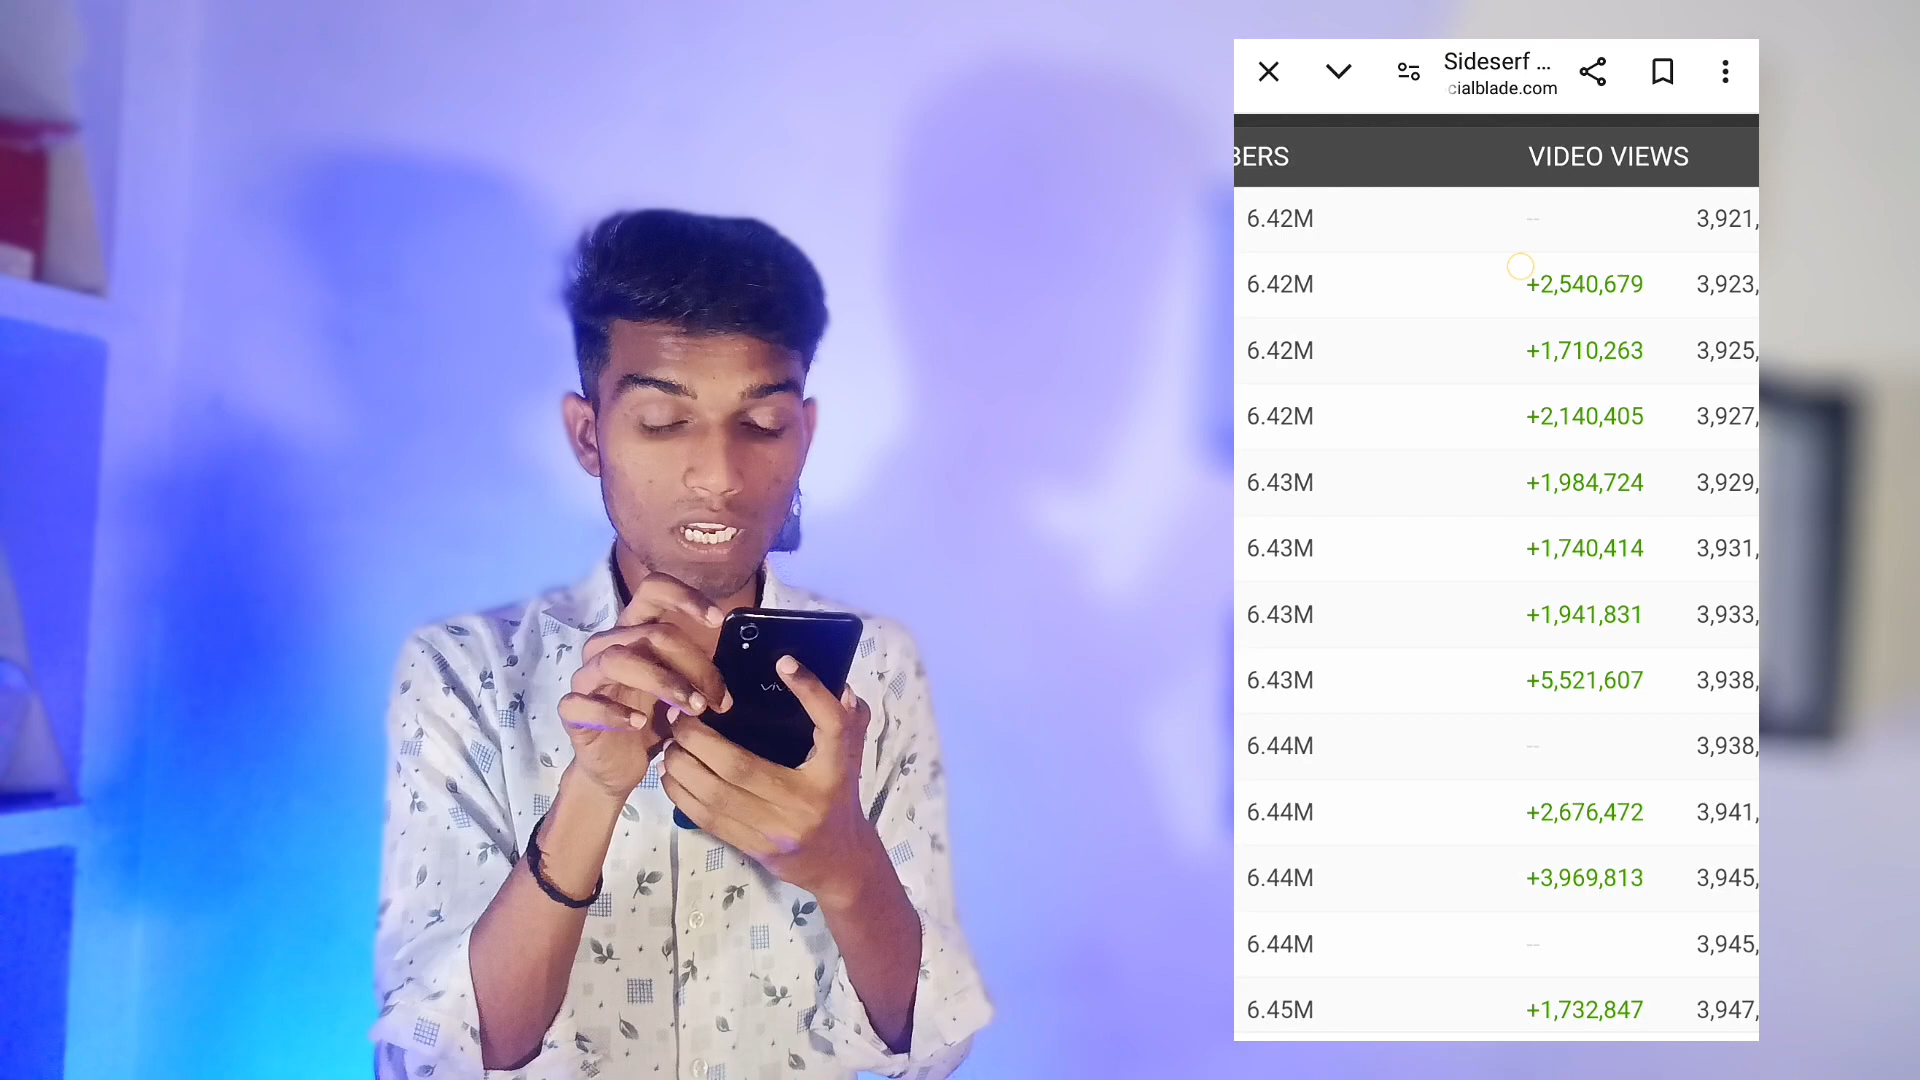 Sideserf ...
cialblade.com
BERS VIDEO VIEWS
6.42M -- 3,921,
6.42M +2,540,679 3,923,
6.42M +1,710,263 3,925,
6.42M +2,140,405 3,927,
6.43M +1,984,724 3,929,
6.43M +1,740,414 3,931,
6.43M +1,941,831 3,933,
6.43M +5,521,607 3,938,
6.44M -- 3,938,
6.44M +2,676,472 3,941,
6.44M +3,969,813 3,945,
6.44M -- 3,945,
6.45M +1,732,847 3,947,